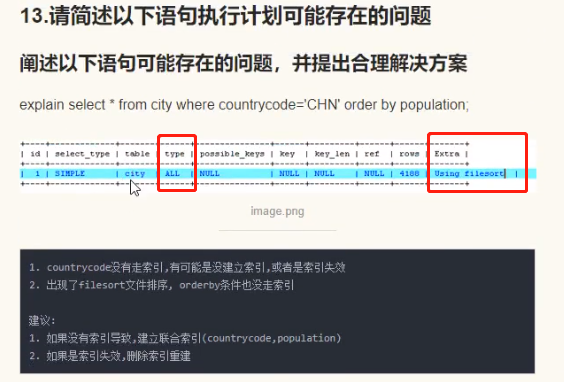 13.请简述以下语句执行计划可能存在的问题
阐述以下语句可能存在的问题，并提出合理解决方案
explain select * from city where countrycode='CHN' order by population;
| id | select_type | table | type | possible_keys | key | key_len | ref | rows | Extra |
| 1 | SIMPLE | city | ALL | NULL | NULL | NULL | NULL | 4188 | Using filesort |
image.png
1. countrycode没有走索引,有可能是没建立索引,或者是索引失效
2. 出现了filesort文件排序, orderby条件也没走索引
建议:
1. 如果没有索引导致,建立联合索引(countrycode,population)
2. 如果是索引失效,删除索引重建